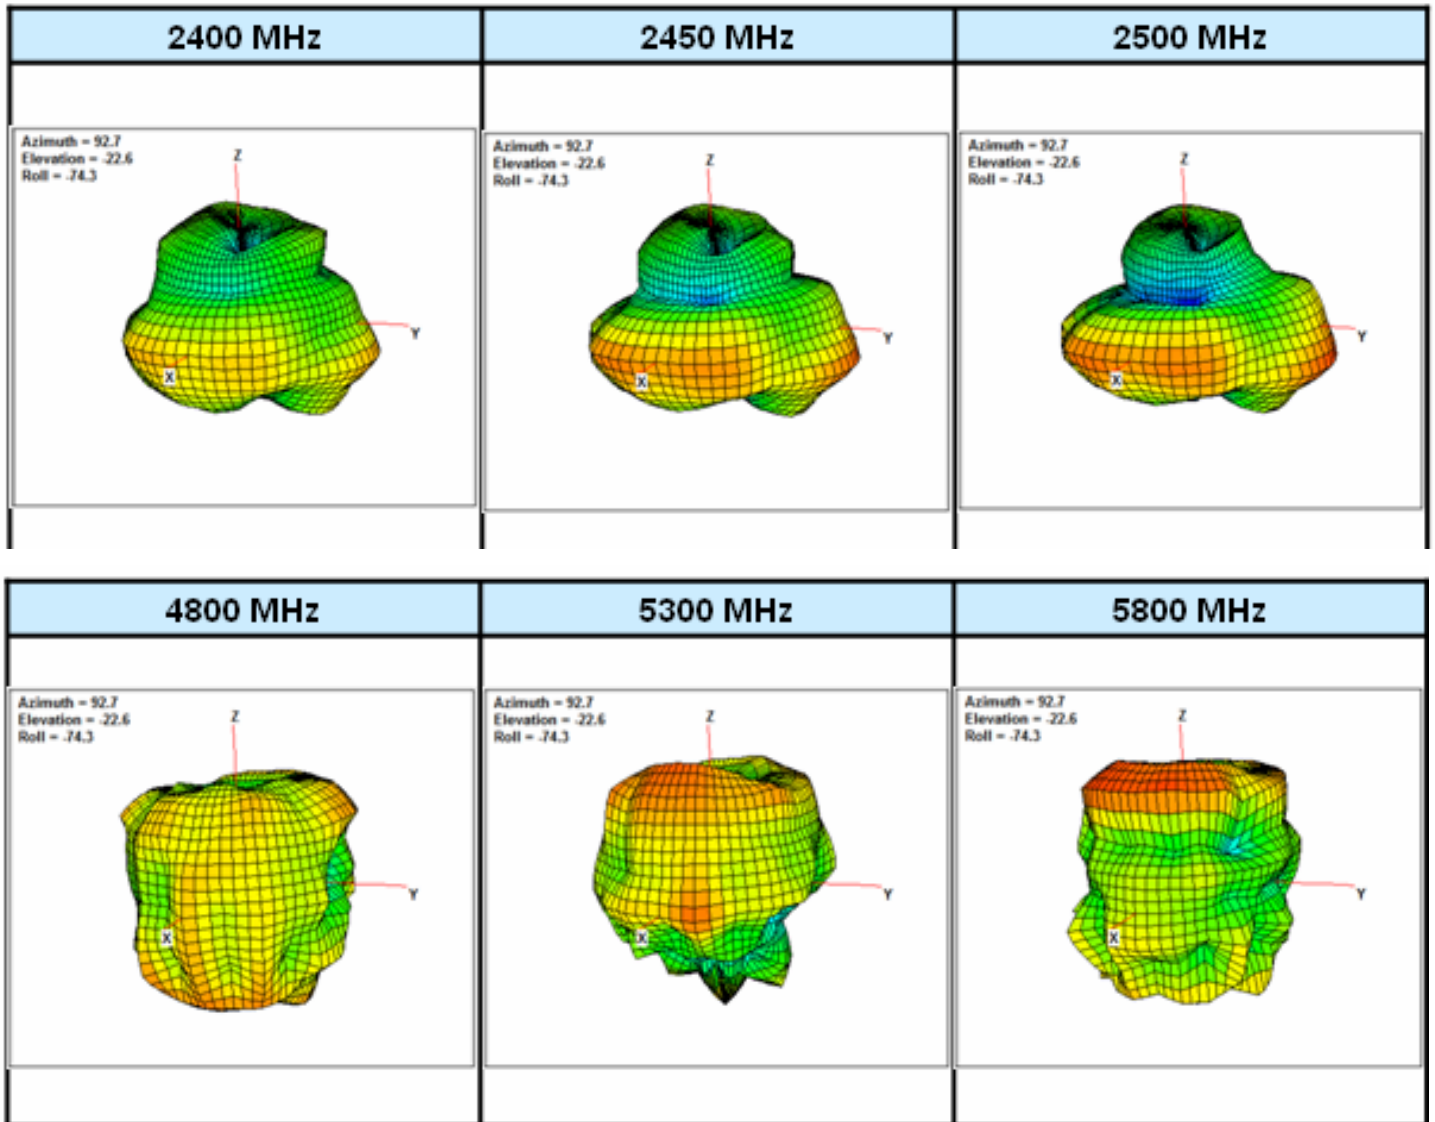 2400 MHz 2450 MHz 2500 MHz
Azimuth = 92.7
Elevation = -22.6
Roll = -74.3
Z
Y
X
Azimuth = 92.7
Elevation = -22.6
Roll = -74.3
Z
Y
X
Azimuth = 92.7
Elevation = -22.6
Roll = -74.3
Z
Y
X
4800 MHz 5300 MHz 5800 MHz
Azimuth = 92.7
Elevation = -22.6
Roll = -74.3
Z
Y
X
Azimuth = 92.7
Elevation = -22.6
Roll = -74.3
Z
Y
X
Azimuth = 92.7
Elevation = -22.6
Roll = -74.3
Z
Y
X